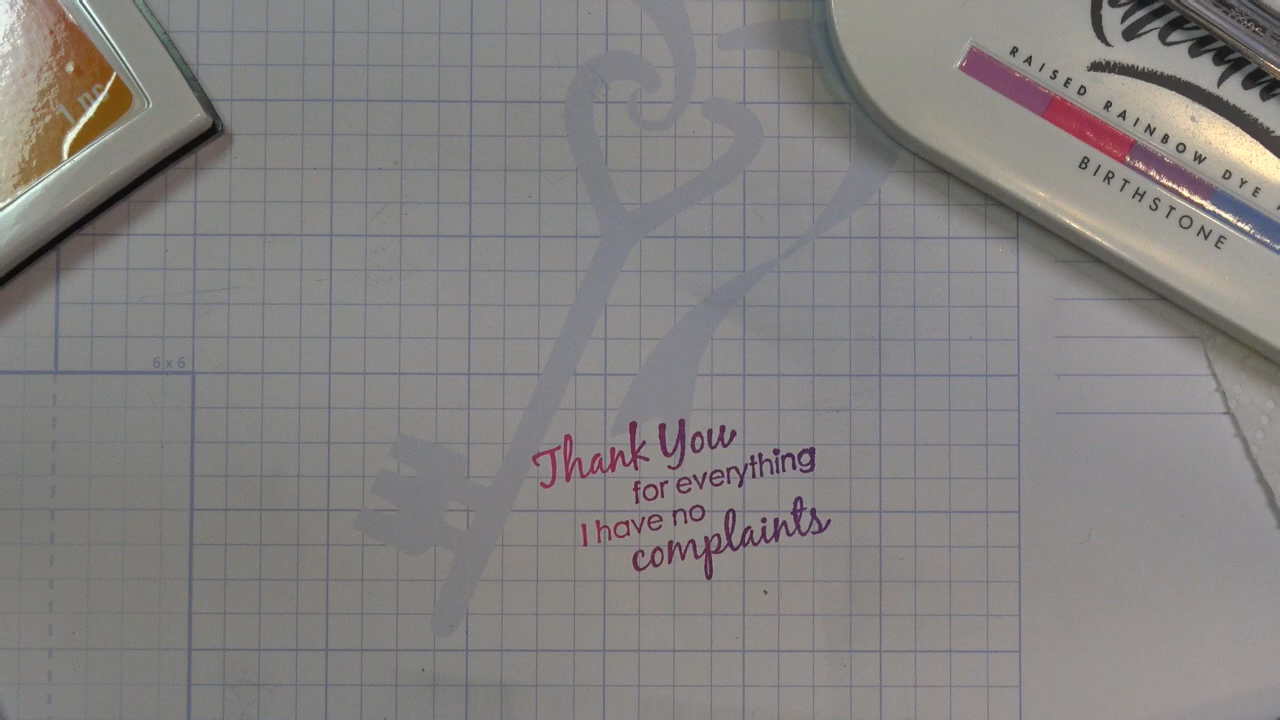 RAISED RAINBOW DYE
BIRTHSTONE
6 x 6
Thank You
for everything
I have no
complaints